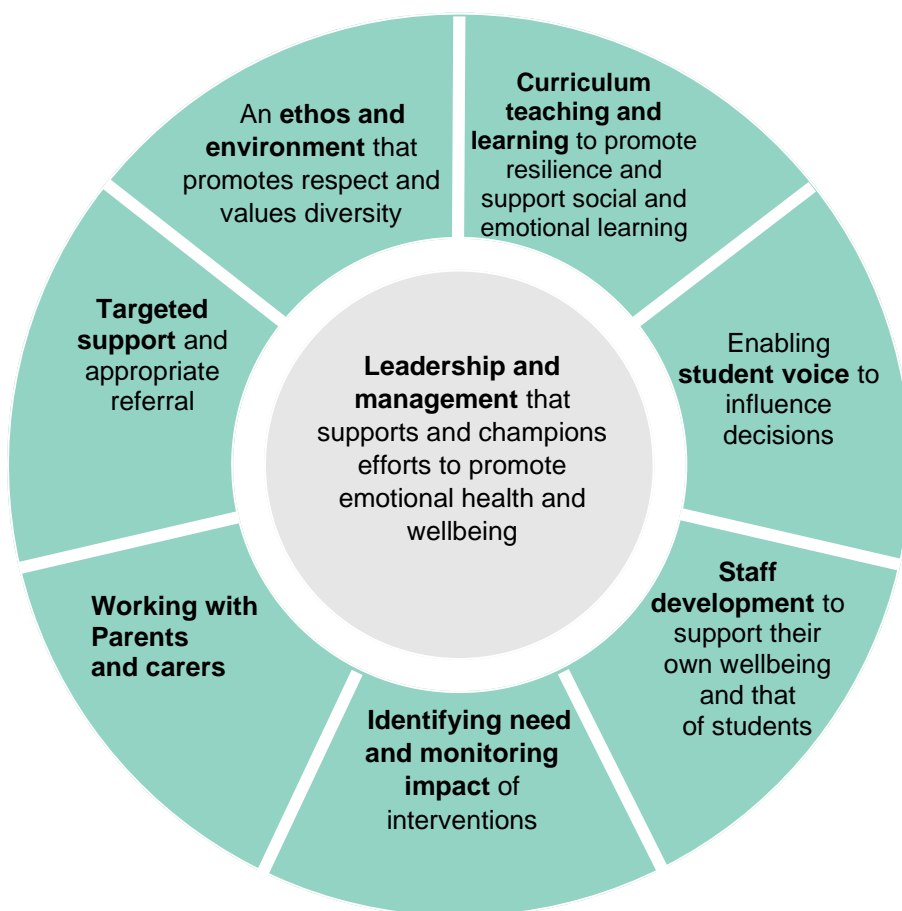 An ethos and
environment that
promotes respect and
values diversity
Curriculum
teaching and
learning to promote
resilience and
support social and
emotional learning
Enabling
student voice to
influence
decisions
Staff
development to
support their
own wellbeing
and that
of students
Identifying need
and monitoring
impact of
interventions
Working with
Parents
and carers
Targeted
support and
appropriate
referral
Leadership and
management that
supports and champions
efforts to promote
emotional health and
wellbeing